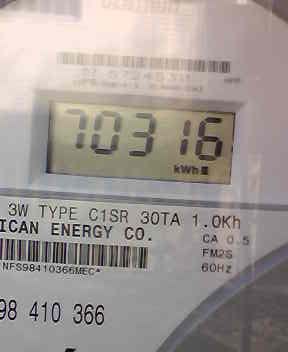 70316
kWh
3W TYPE C1SR 30TA 1.0Kh
ICAN ENERGY CO.
CA 0.5
FM2S
60HZ
*NFS98410366MEC*
98 410 366